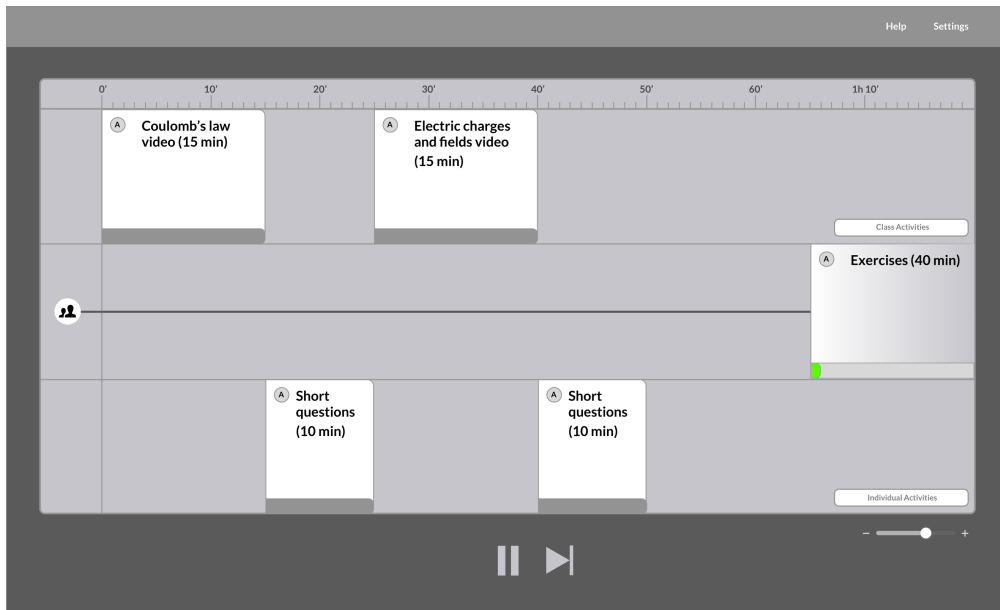 Help Settings
0' 10' 20' 30' 40' 50' 60' 1h 10'
A Coulomb's law
video (15 min)
A Electric charges
and fields video
(15 min)
Class Activities
A Exercises (40 min)
A Short
questions
(10 min)
A Short
questions
(10 min)
Individual Activities
− +